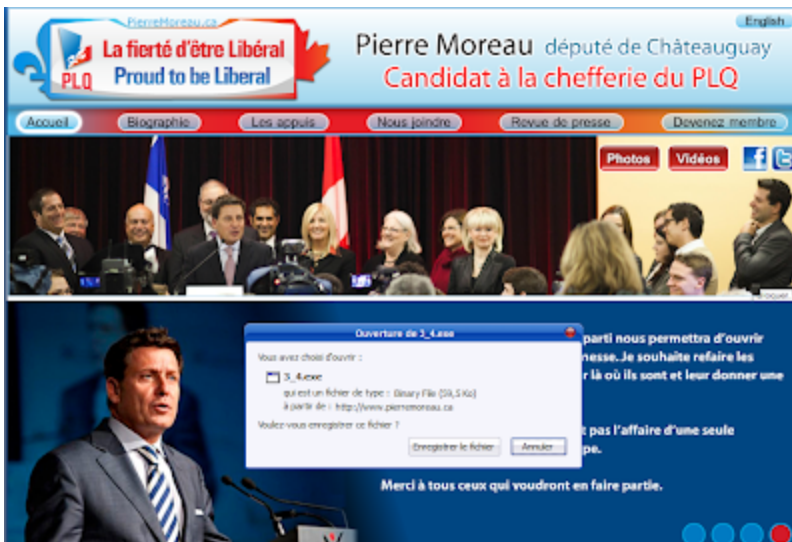 PierreMoreau.ca
English
La fierté d'être Libéral
Proud to be Liberal
PLQ
Pierre Moreau député de Châteauguay
Candidat à la chefferie du PLQ
Accueil
Biographie
Les appuis
Nous joindre
Revue de presse
Devenez membre
Photos
Vidéos
Ouverture de 3_4.exe
Vous avez choisi d'ouvrir :
3_4.exe
qui est un fichier de type : Binary File (59,5 Ko)
à partir de : http://www.pierremoreau.ca
Voulez-vous enregistrer ce fichier ?
Enregistrer le fichier
Annuler
parti nous permettra d'ouvrir
nesse. Je souhaite refaire les
r là où ils sont et leur donner une
t pas l'affaire d'une seule
pe.
Merci à tous ceux qui voudront en faire partie.